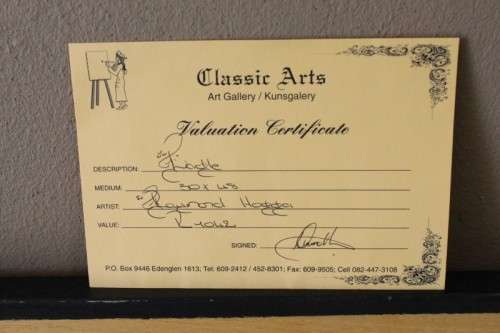 Classic Arts
Art Gallery / Kunsgalery
Valuation Certificate
DESCRIPTION:
MEDIUM: 30 x 45
ARTIST: Raymond
VALUE: R 4042
SIGNED:
P.O. Box 9446 Edenglen 1613; Tel: 609-2412 / 452-8301; Fax: 609-9505; Cell 082-447-3108